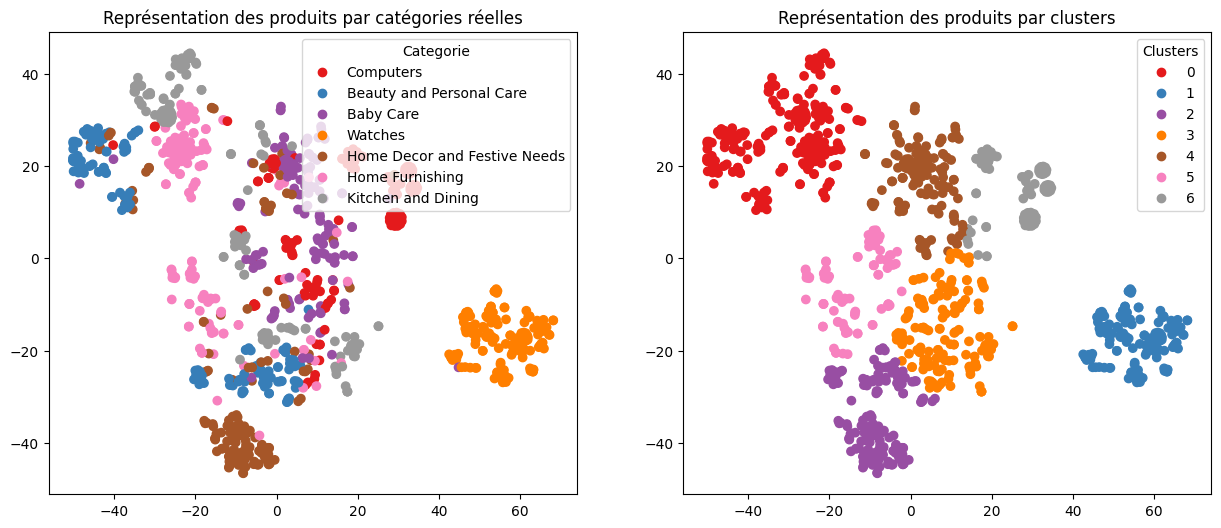 Représentation des produits par catégories réelles
Categorie
Computers
Beauty and Personal Care
Baby Care
Watches
Home Decor and Festive Needs
Home Furnishing
Kitchen and Dining
40
20
0
−20
−40
−40
−20
0
20
40
60
Représentation des produits par clusters
Clusters
0
1
2
3
4
5
6
40
20
0
−20
−40
−40
−20
0
20
40
60